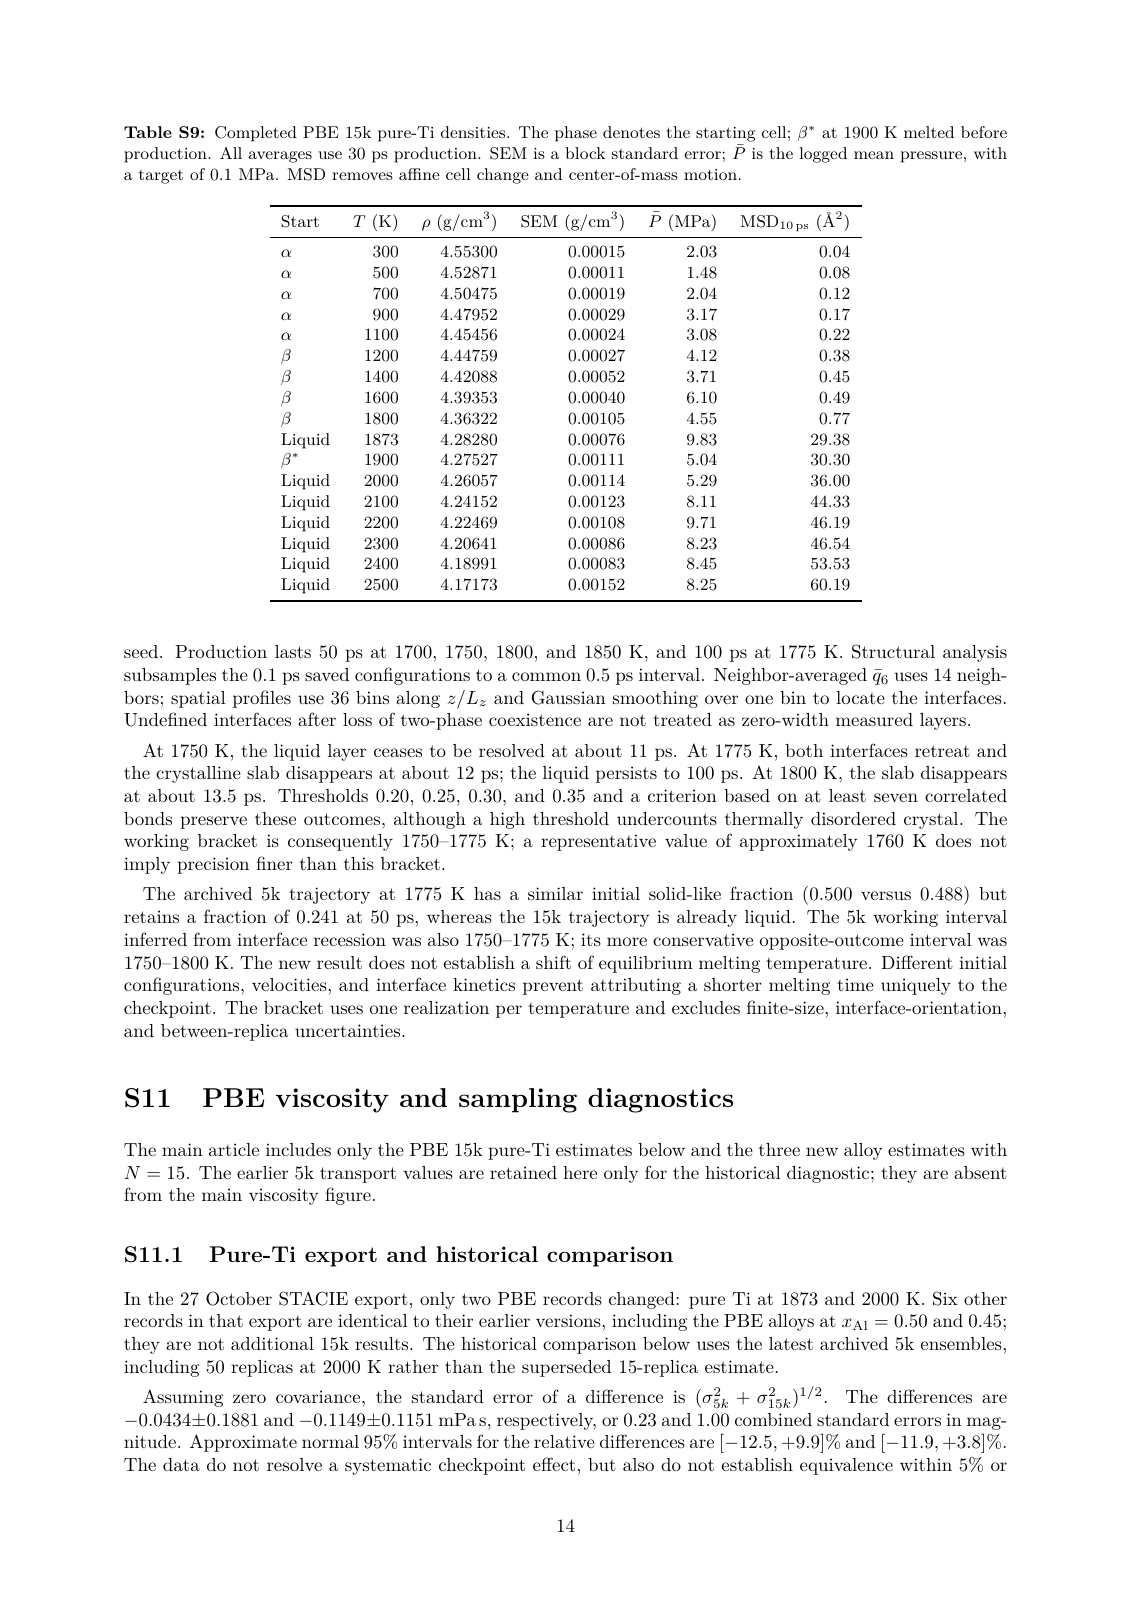 Table S9: Completed PBE 15k pure-Ti densities. The phase denotes the starting cell; β* at 1900 K melted before
production. All averages use 30 ps production. SEM is a block standard error; P̄ is the logged mean pressure, with
a target of 0.1 MPa. MSD removes affine cell change and center-of-mass motion.
Start T (K) ρ (g/cm³) SEM (g/cm³) P̄ (MPa) MSD₁₀ ₚₛ (Å²)
α 300 4.55300 0.00015 2.03 0.04
α 500 4.52871 0.00011 1.48 0.08
α 700 4.50475 0.00019 2.04 0.12
α 900 4.47952 0.00029 3.17 0.17
α 1100 4.45456 0.00024 3.08 0.22
β 1200 4.44759 0.00027 4.12 0.38
β 1400 4.42088 0.00052 3.71 0.45
β 1600 4.39353 0.00040 6.10 0.49
β 1800 4.36322 0.00105 4.55 0.77
Liquid 1873 4.28280 0.00076 9.83 29.38
β* 1900 4.27527 0.00111 5.04 30.30
Liquid 2000 4.26057 0.00114 5.29 36.00
Liquid 2100 4.24152 0.00123 8.11 44.33
Liquid 2200 4.22469 0.00108 9.71 46.19
Liquid 2300 4.20641 0.00086 8.23 46.54
Liquid 2400 4.18991 0.00083 8.45 53.53
Liquid 2500 4.17173 0.00152 8.25 60.19
seed. Production lasts 50 ps at 1700, 1750, 1800, and 1850 K, and 100 ps at 1775 K. Structural analysis
subsamples the 0.1 ps saved configurations to a common 0.5 ps interval. Neighbor-averaged q̄₆ uses 14 neigh-
bors; spatial profiles use 36 bins along z/L_z and Gaussian smoothing over one bin to locate the interfaces.
Undefined interfaces after loss of two-phase coexistence are not treated as zero-width measured layers.
At 1750 K, the liquid layer ceases to be resolved at about 11 ps. At 1775 K, both interfaces retreat and
the crystalline slab disappears at about 12 ps; the liquid persists to 100 ps. At 1800 K, the slab disappears
at about 13.5 ps. Thresholds 0.20, 0.25, 0.30, and 0.35 and a criterion based on at least seven correlated
bonds preserve these outcomes, although a high threshold undercounts thermally disordered crystal. The
working bracket is consequently 1750–1775 K; a representative value of approximately 1760 K does not
imply precision finer than this bracket.
The archived 5k trajectory at 1775 K has a similar initial solid-like fraction (0.500 versus 0.488) but
retains a fraction of 0.241 at 50 ps, whereas the 15k trajectory is already liquid. The 5k working interval
inferred from interface recession was also 1750–1775 K; its more conservative opposite-outcome interval was
1750–1800 K. The new result does not establish a shift of equilibrium melting temperature. Different initial
configurations, velocities, and interface kinetics prevent attributing a shorter melting time uniquely to the
checkpoint. The bracket uses one realization per temperature and excludes finite-size, interface-orientation,
and between-replica uncertainties.
S11 PBE viscosity and sampling diagnostics
The main article includes only the PBE 15k pure-Ti estimates below and the three new alloy estimates with
N = 15. The earlier 5k transport values are retained here only for the historical diagnostic; they are absent
from the main viscosity figure.
S11.1 Pure-Ti export and historical comparison
In the 27 October STACIE export, only two PBE records changed: pure Ti at 1873 and 2000 K. Six other
records in that export are identical to their earlier versions, including the PBE alloys at x_Al = 0.50 and 0.45;
they are not additional 15k results. The historical comparison below uses the latest archived 5k ensembles,
including 50 replicas at 2000 K rather than the superseded 15-replica estimate.
Assuming zero covariance, the standard error of a difference is (σ²_5k + σ²_15k)^1/2. The differences are
−0.0434±0.1881 and −0.1149±0.1151 mPa s, respectively, or 0.23 and 1.00 combined standard errors in mag-
nitude. Approximate normal 95% intervals for the relative differences are [−12.5, +9.9]% and [−11.9, +3.8]%.
The data do not resolve a systematic checkpoint effect, but also do not establish equivalence within 5% or
14